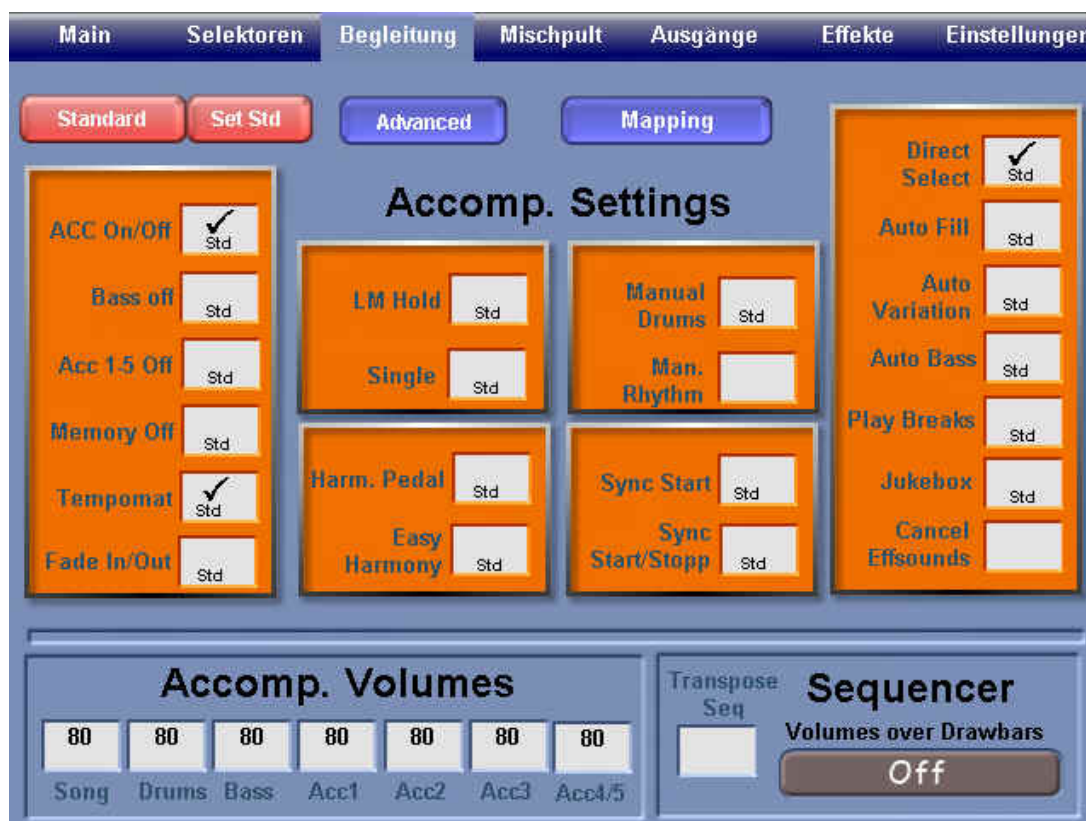 Main Selektoren Begleitung Mischpult Ausgänge Effekte Einstellunger
Standard Set Std Advanced Mapping
Accomp. Settings
ACC On/Off Std
Bass off Std
Acc 1-5 Off Std
Memory Off Std
Tempomat Std
Fade In/Out Std
LM Hold Std
Single Std
Manual
Drums Std
Man.
Rhythm
Harm. Pedal Std
Easy
Harmony Std
Sync Start Std
Sync
Start/Stopp Std
Direct
Select Std
Auto Fill Std
Auto
Variation Std
Auto Bass Std
Play Breaks Std
Jukebox Std
Cancel
Effsounds
Accomp. Volumes
80 80 80 80 80 80 80
Song Drums Bass Acc1 Acc2 Acc3 Acc4/5
Transpose
Seq
Sequencer
Volumes over Drawbars
Off